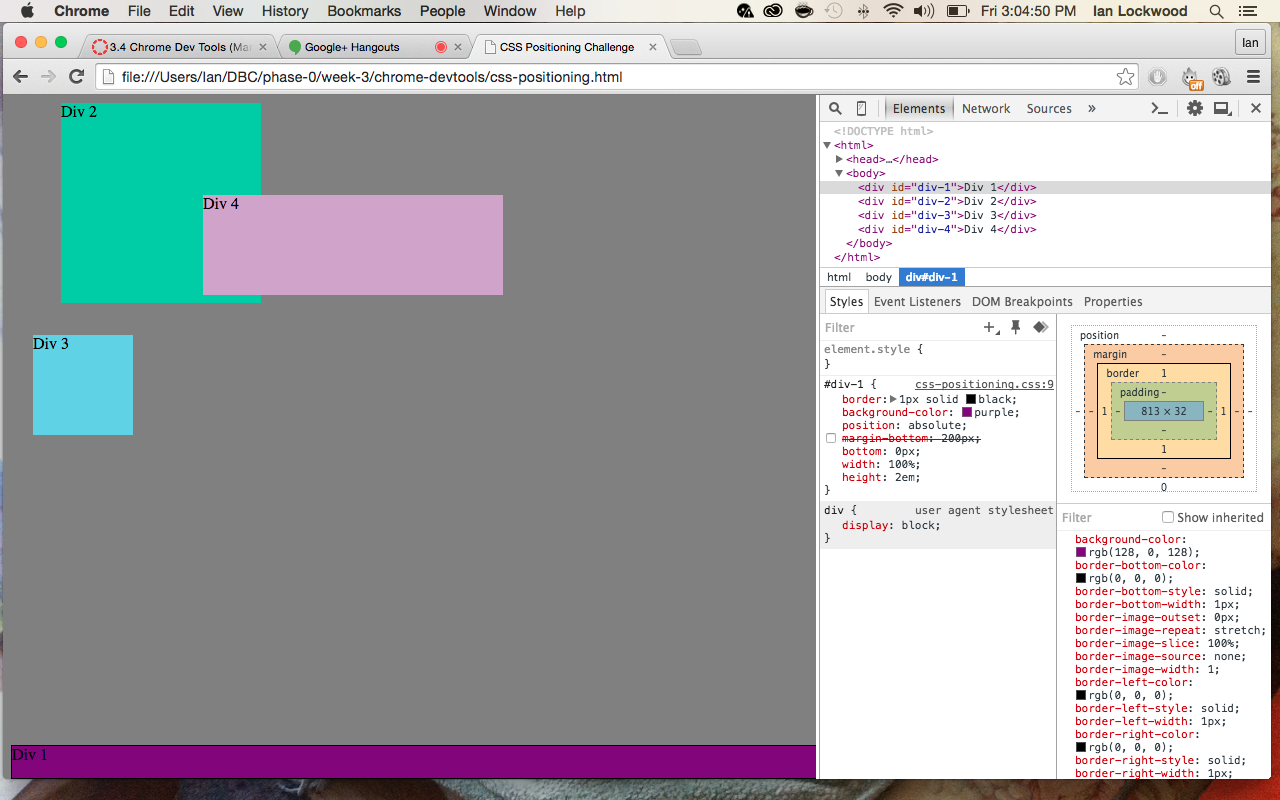 Chrome File Edit View History Bookmarks People Window Help Fri 3:04:50 PM Ian Lockwood
3.4 Chrome Dev Tools (Ma
Google+ Hangouts
CSS Positioning Challenge
Ian
file:///Users/Ian/DBC/phase-0/week-3/chrome-devtools/css-positioning.html
off
Div 2
Div 4
Div 3
Div 1
Elements Network Sources »
<!DOCTYPE html>
<html>
<head>…</head>
<body>
<div id="div-1">Div 1</div>
<div id="div-2">Div 2</div>
<div id="div-3">Div 3</div>
<div id="div-4">Div 4</div>
</body>
</html>
html body div#div-1
Styles Event Listeners DOM Breakpoints Properties
Filter
element.style {
}
#div-1 { css-positioning.css:9
border: 1px solid black;
background-color: purple;
position: absolute;
margin-bottom: 200px;
bottom: 0px;
width: 100%;
height: 2em;
}
div { user agent stylesheet
display: block;
}
position -
margin -
border 1
padding -
- - 1 - 813 × 32 - 1 - -
-
1
-
0
Filter Show inherited
background-color:
rgb(128, 0, 128);
border-bottom-color:
rgb(0, 0, 0);
border-bottom-style: solid;
border-bottom-width: 1px;
border-image-outset: 0px;
border-image-repeat: stretch;
border-image-slice: 100%;
border-image-source: none;
border-image-width: 1;
border-left-color:
rgb(0, 0, 0);
border-left-style: solid;
border-left-width: 1px;
border-right-color:
rgb(0, 0, 0);
border-right-style: solid;
border-right-width: 1px;